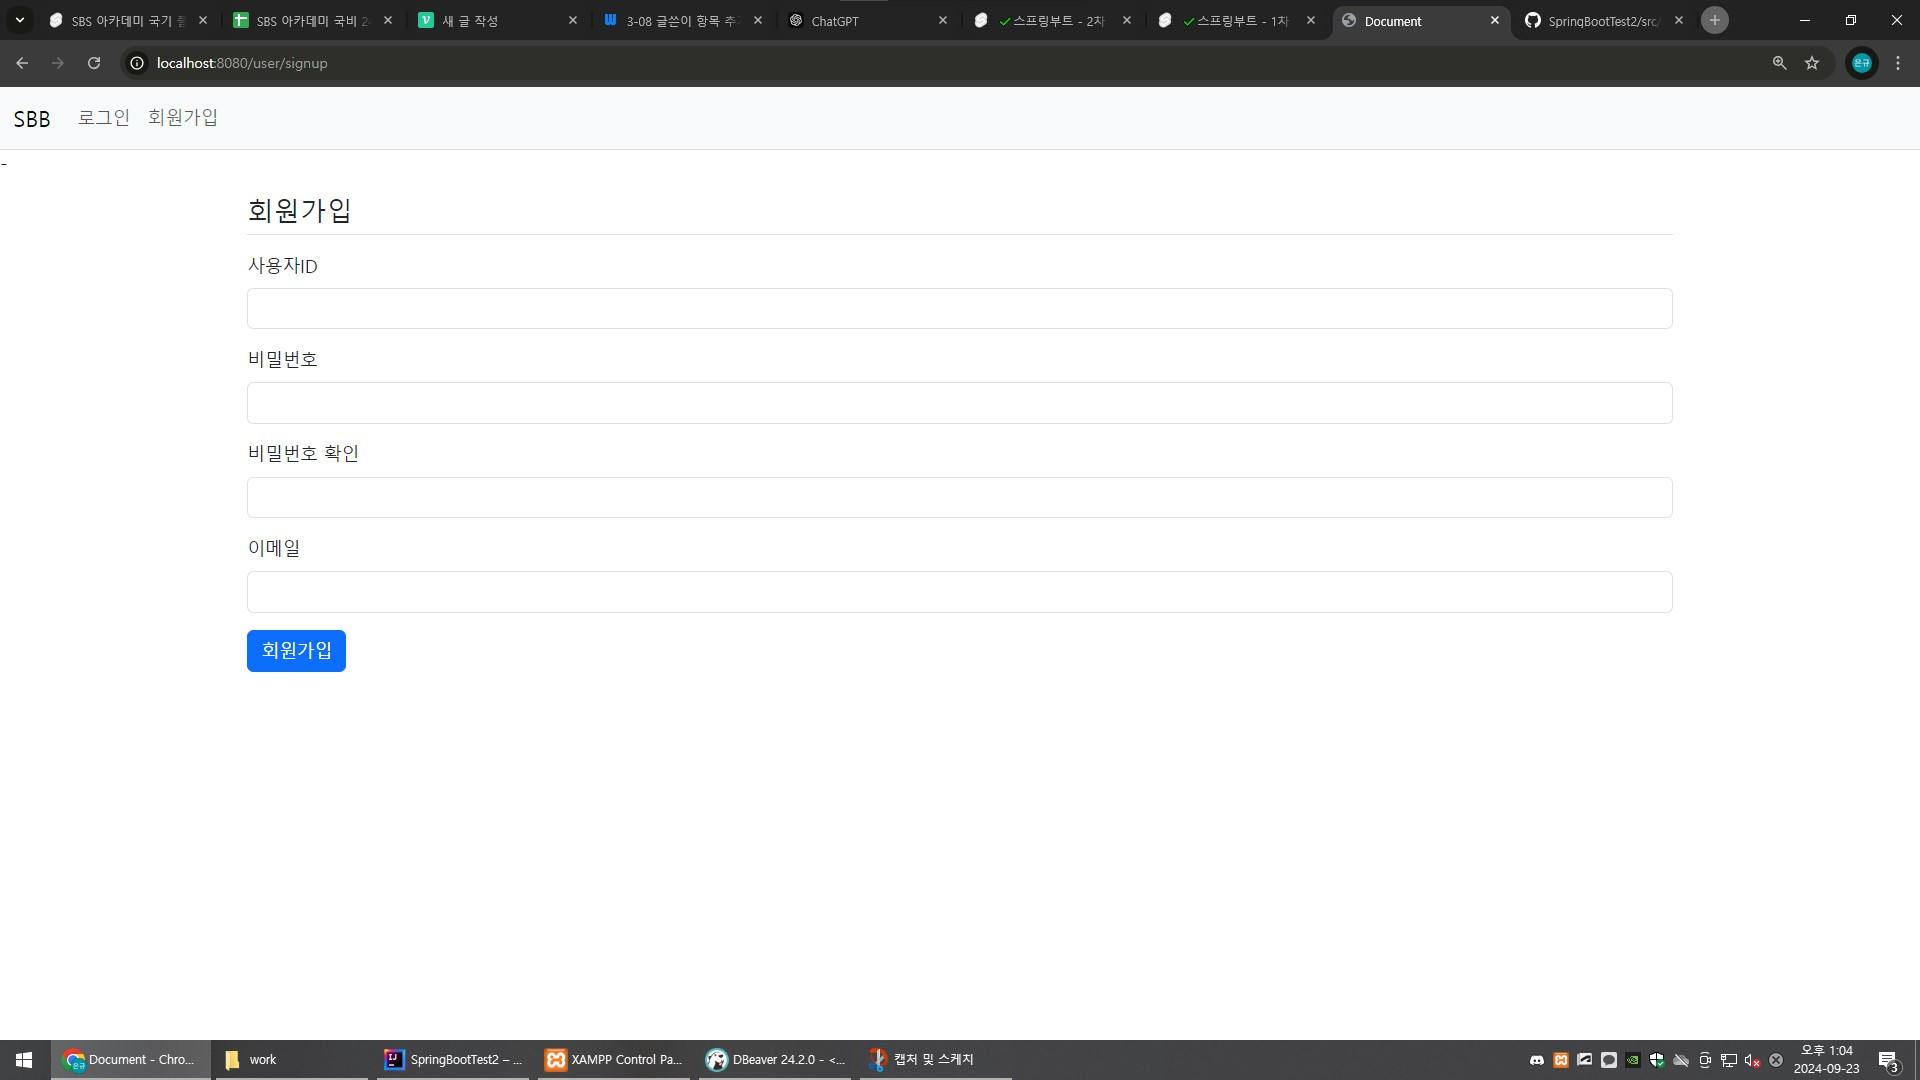 SBS 아카데미 국기
SBS 아카데미 국비 2
새 글 작성
3-08 글쓴이 항목 추
ChatGPT
스프링부트 - 2차
스프링부트 - 1차
Document
SpringBootTest2/src/
localhost:8080/user/signup
은규
SBB
로그인
회원가입
-
회원가입
사용자ID
비밀번호
비밀번호 확인
이메일
회원가입
Document - Chro...
work
SpringBootTest2 – ...
XAMPP Control Pa...
DBeaver 24.2.0 - <...
캡처 및 스케치
오후 1:04
2024-09-23
3